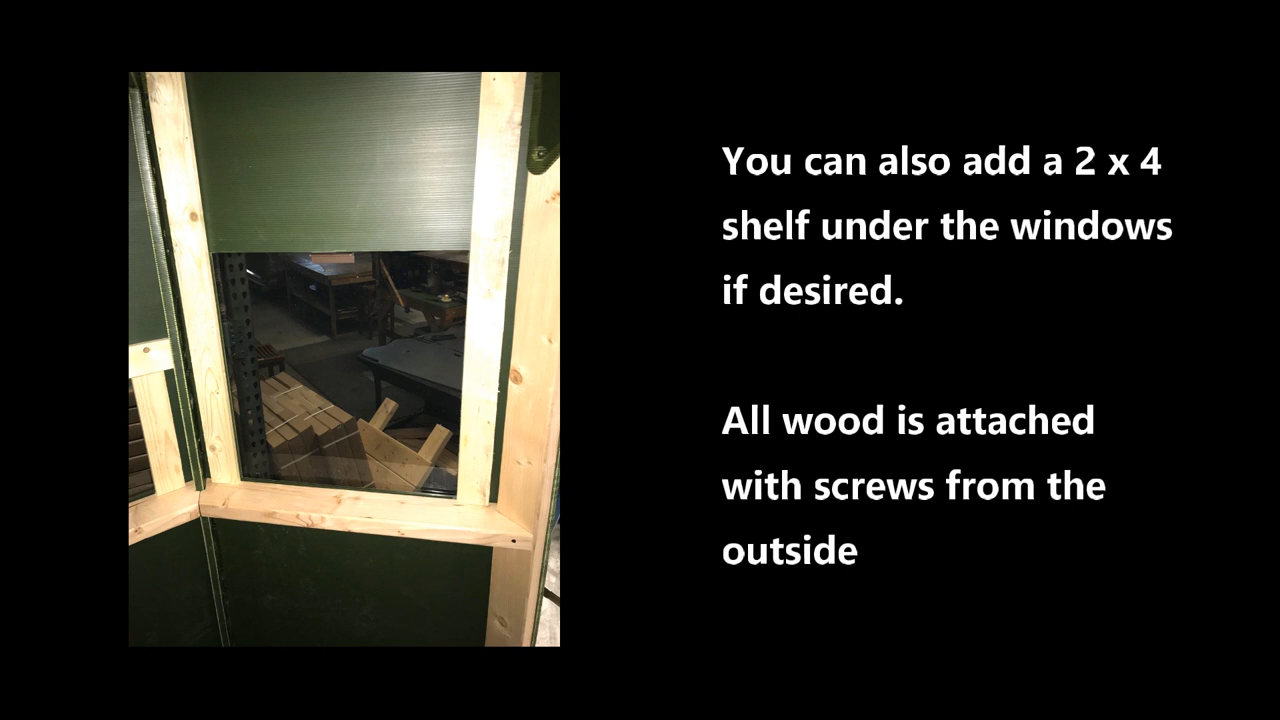 You can also add a 2 x 4
shelf under the windows
if desired.
All wood is attached
with screws from the
outside